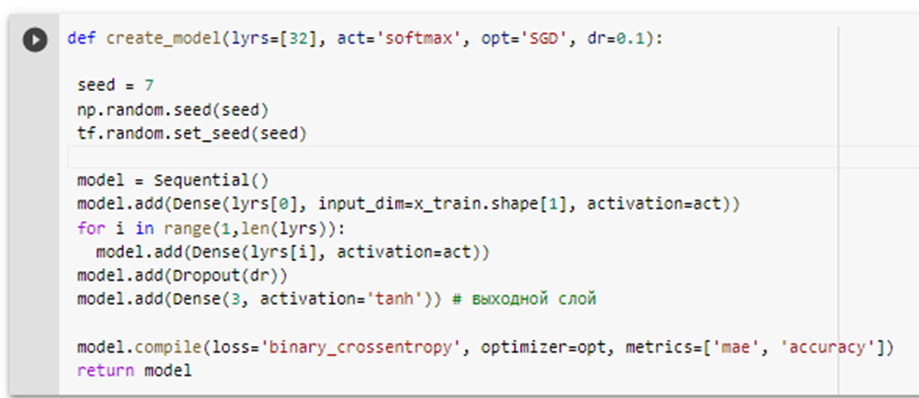 def create_model(lyrs=[32], act='softmax', opt='SGD', dr=0.1):
seed = 7
np.random.seed(seed)
tf.random.set_seed(seed)
model = Sequential()
model.add(Dense(lyrs[0], input_dim=x_train.shape[1], activation=act))
for i in range(1,len(lyrs)):
model.add(Dense(lyrs[i], activation=act))
model.add(Dropout(dr))
model.add(Dense(3, activation='tanh')) # выходной слой
model.compile(loss='binary_crossentropy', optimizer=opt, metrics=['mae', 'accuracy'])
return model